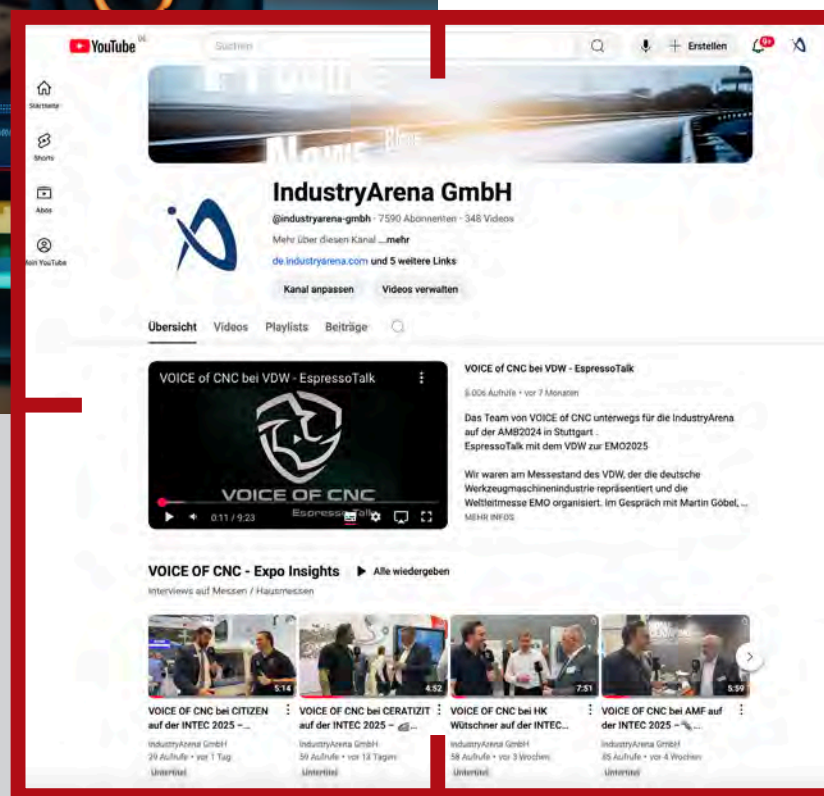 YouTube DE
Suchen
Erstellen
9+
Startseite
Shorts
Abos
Mein YouTube
News
Blog
IndustryArena GmbH
@industryarena-gmbh · 7590 Abonnenten · 348 Videos
Mehr über diesen Kanal ...mehr
de.industryarena.com und 5 weitere Links
Kanal anpassen Videos verwalten
Übersicht Videos Playlists Beiträge
VOICE of CNC bei VDW - EspressoTalk
VOICE OF CNC
EspressoTalk
0:11 / 9:23
VOICE of CNC bei VDW - EspressoTalk
5.006 Aufrufe • vor 7 Monaten
Das Team von VOICE of CNC unterwegs für die IndustryArena
auf der AMB2024 in Stuttgart .
EspressoTalk mit dem VDW zur EMO2025
Wir waren am Messestand des VDW, der die deutsche
Werkzeugmaschinenindustrie repräsentiert und die
Weltleitmesse EMO organisiert. Im Gespräch mit Martin Göbel, ...
MEHR INFOS
VOICE OF CNC - Expo Insights Alle wiedergeben
Interviews auf Messen / Hausmessen
5:14
4:52
7:51
5:59
VOICE OF CNC bei CITIZEN
auf der INTEC 2025 – ...
IndustryArena GmbH
29 Aufrufe • vor 1 Tag
Untertitel
VOICE OF CNC bei CERATIZIT
auf der INTEC 2025 – ...
IndustryArena GmbH
59 Aufrufe • vor 13 Tagen
Untertitel
VOICE OF CNC bei HK
Wütschner auf der INTEC...
IndustryArena GmbH
58 Aufrufe • vor 3 Wochen
Untertitel
VOICE OF CNC bei AMF auf
der INTEC 2025 – ...
IndustryArena GmbH
85 Aufrufe • vor 4 Wochen
Untertitel